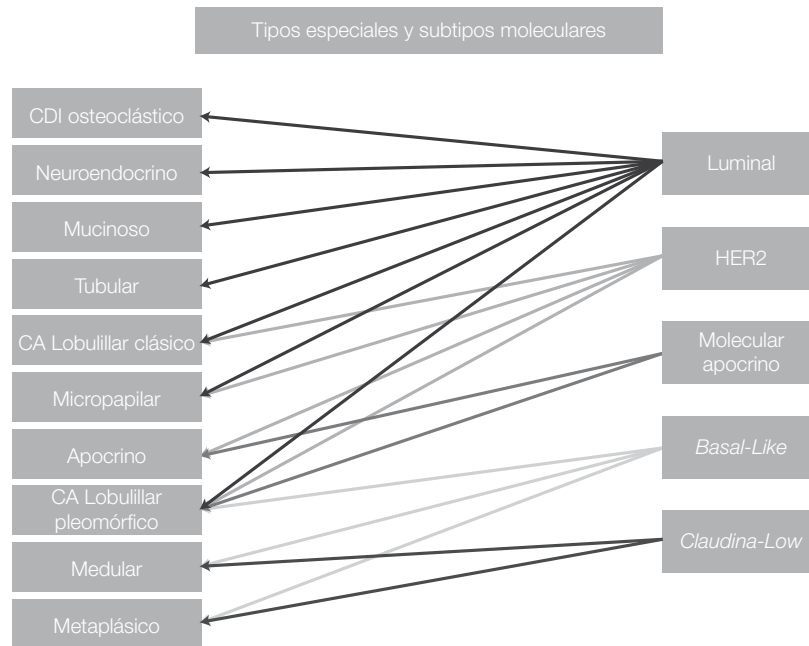 Tipos especiales y subtipos moleculares
CDI osteoclástico
Neuroendocrino
Mucinoso
Tubular
CA Lobulillar clásico
Micropapilar
Apocrino
CA Lobulillar
pleomórfico
Medular
Metaplásico
Luminal
HER2
Molecular
apocrino
Basal-Like
Claudina-Low